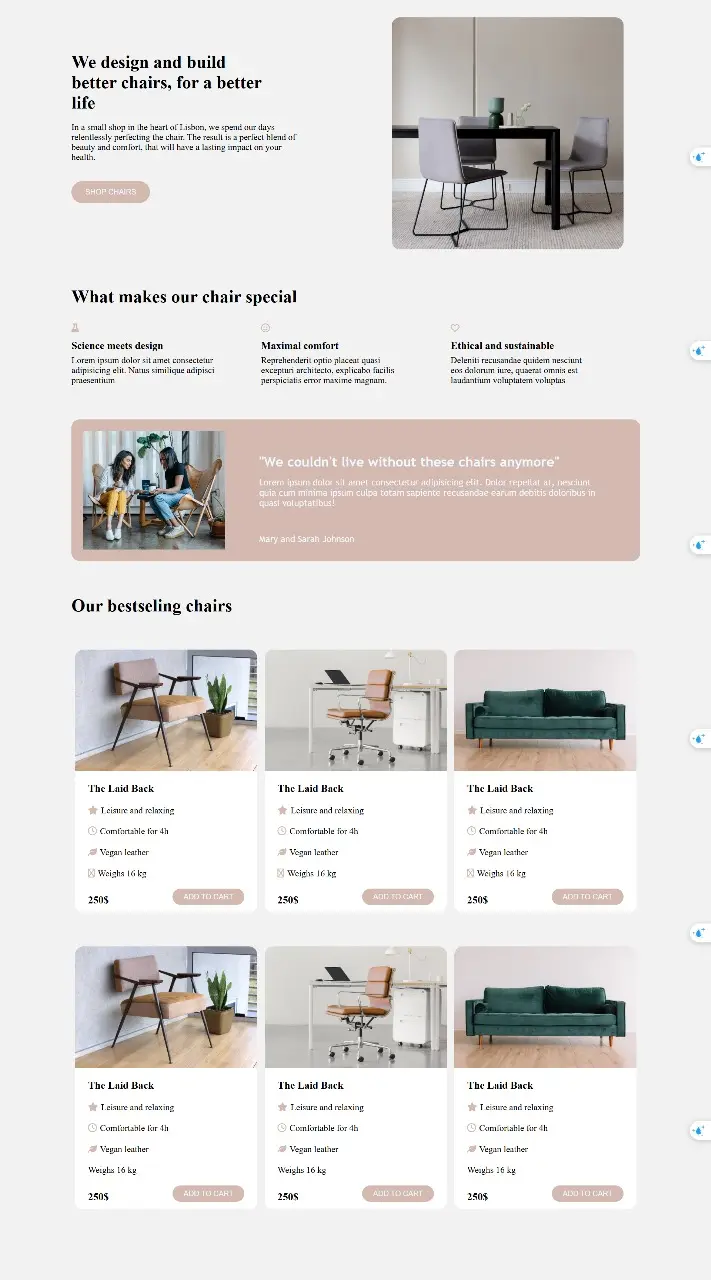 We design and build
better chairs, for a better
life
In a small shop in the heart of Lisbon, we spend our days
relentlessly perfecting the chair. The result is a perfect blend of
beauty and comfort, that will have a lasting impact on your
health.
SHOP CHAIRS
What makes our chair special
Science meets design
Lorem ipsum dolor sit amet consectetur
adipisicing elit. Natus similique adipisci
praesentium
Maximal comfort
Reprehenderit optio placeat quasi
excepturi architecto, explicabo facilis
perspiciatis error maxime magnam.
Ethical and sustainable
Deleniti recusandae quidem nesciunt
eos dolorum iure, quaerat omnis est
laudantium voluptatem voluptas
"We couldn't live without these chairs anymore"
Lorem ipsum dolor sit amet consectetur adipisicing elit. Dolor repellat at, nesciunt
quia cum minima ipsum culpa totam sapiente recusandae earum debitis doloribus in
quasi voluptatibus!
Mary and Sarah Johnson
Our bestseling chairs
The Laid Back
Leisure and relaxing
Comfortable for 4h
Vegan leather
Weighs 16 kg
250$
ADD TO CART
The Laid Back
Leisure and relaxing
Comfortable for 4h
Vegan leather
Weighs 16 kg
250$
ADD TO CART
The Laid Back
Leisure and relaxing
Comfortable for 4h
Vegan leather
Weighs 16 kg
250$
ADD TO CART
The Laid Back
Leisure and relaxing
Comfortable for 4h
Vegan leather
Weighs 16 kg
250$
ADD TO CART
The Laid Back
Leisure and relaxing
Comfortable for 4h
Vegan leather
Weighs 16 kg
250$
ADD TO CART
The Laid Back
Leisure and relaxing
Comfortable for 4h
Vegan leather
Weighs 16 kg
250$
ADD TO CART